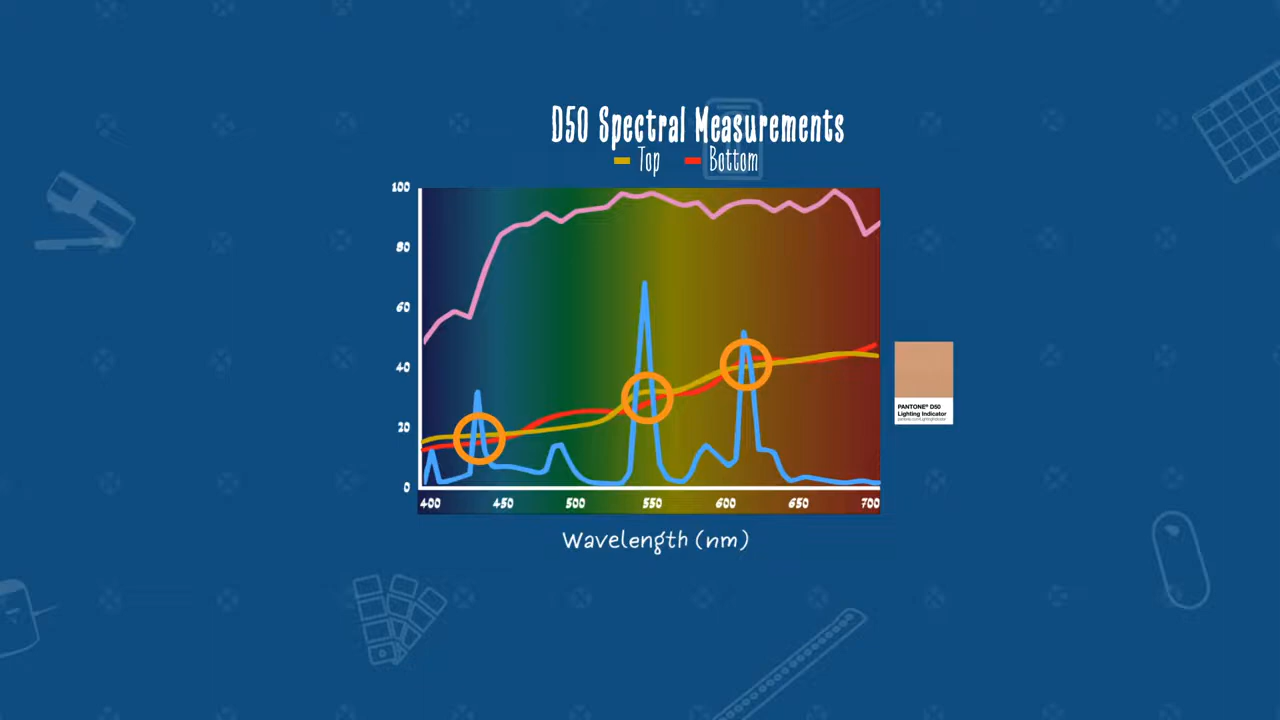 D50 Spectral Measurements
Top Bottom
100
80
60
40
20
0
400 450 500 550 600 650 700
Wavelength (nm)
PANTONE® D50
Lighting Indicator